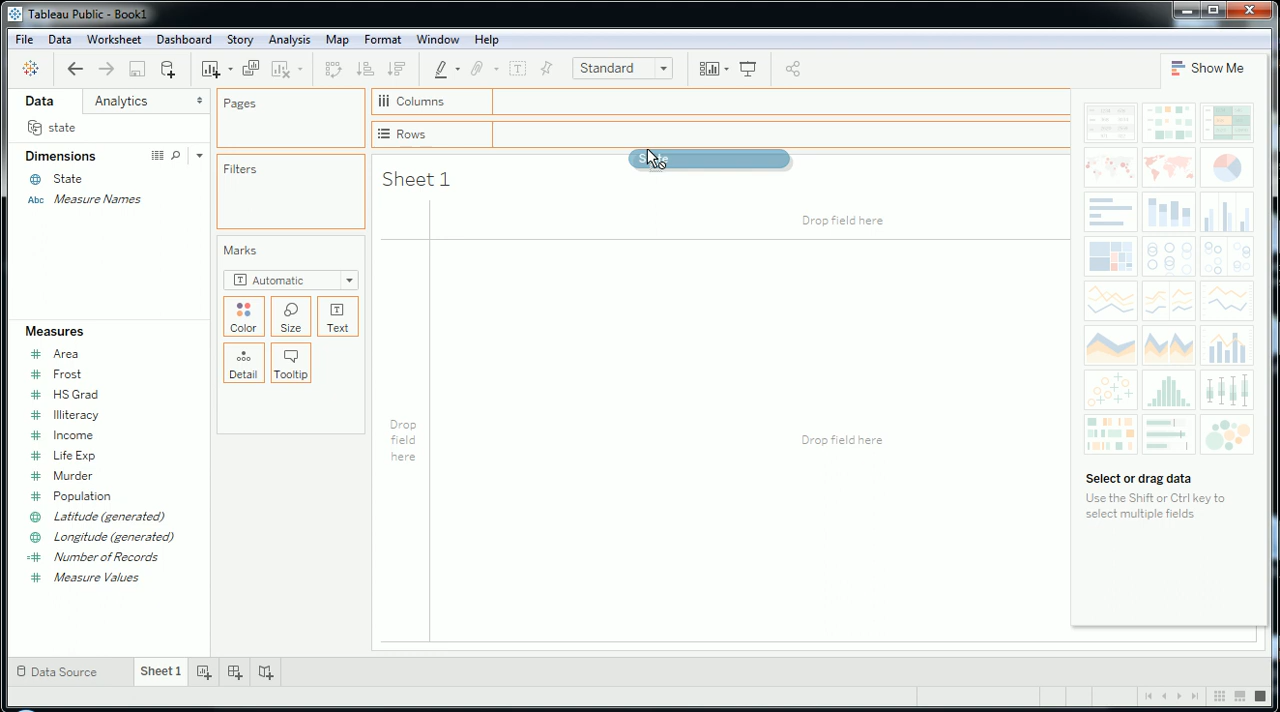 Tableau Public - Book1
File Data Worksheet Dashboard Story Analysis Map Format Window Help
Standard
Show Me
Data Analytics
Pages
Columns
state
Rows
Dimensions
State
Abc Measure Names
Filters
Sheet 1
Drop field here
Marks
Automatic
Color Size Text
Detail Tooltip
Measures
Area
Frost
HS Grad
Illiteracy
Income
Life Exp
Murder
Population
Latitude (generated)
Longitude (generated)
Number of Records
Measure Values
Drop
field
here
Drop field here
Select or drag data
Use the Shift or Ctrl key to
select multiple fields
Data Source
Sheet 1